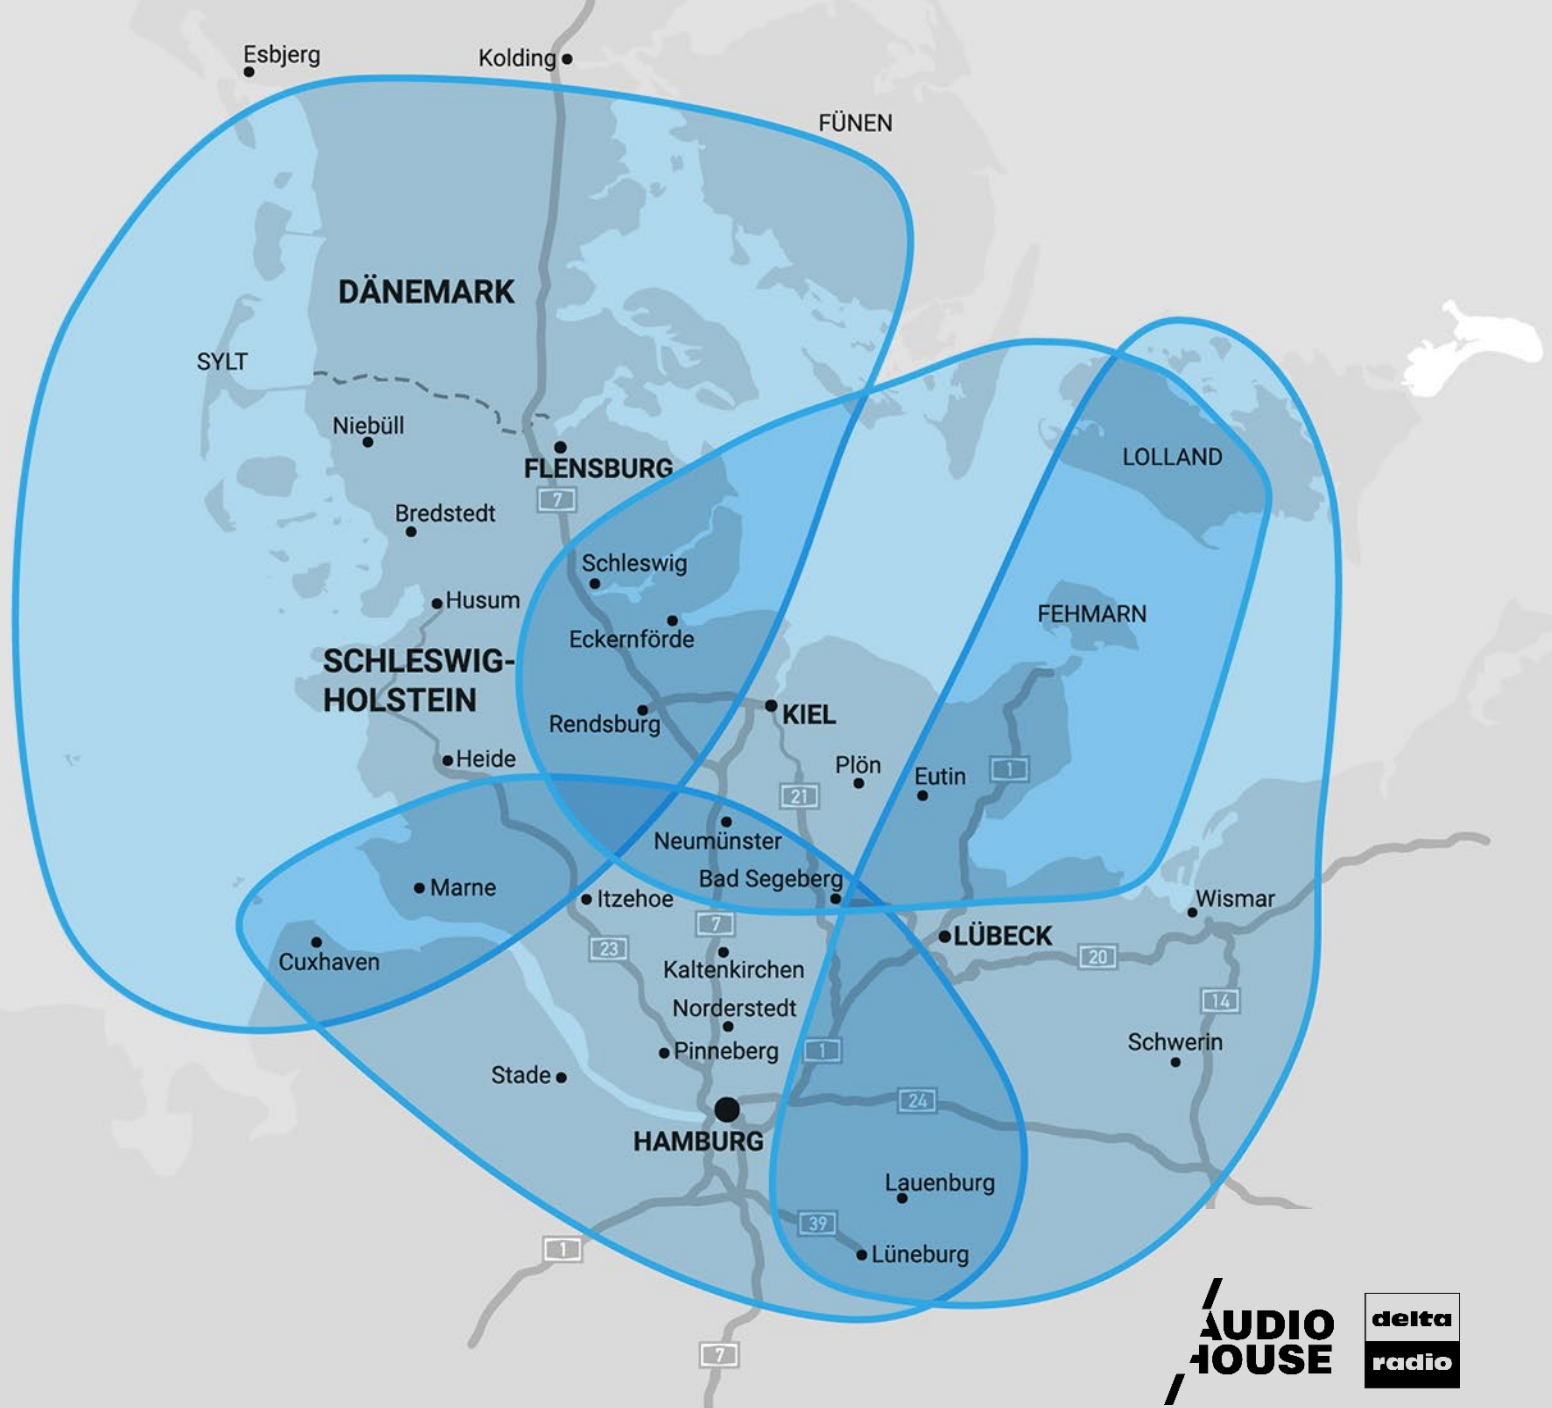 Esbjerg
Kolding
FÜNEN
DÄNEMARK
SYLT
Niebüll
FLENSBURG
LOLLAND
7
Bredstedt
Schleswig
Husum
FEHMARN
Eckernförde
SCHLESWIG-
HOLSTEIN
Rendsburg
KIEL
Heide
Plön
Eutin
1
21
Neumünster
Bad Segeberg
Marne
Itzehoe
Wismar
7
LÜBECK
23
20
Cuxhaven
Kaltenkirchen
14
Norderstedt
Schwerin
Pinneberg
1
Stade
24
HAMBURG
Lauenburg
39
1
Lüneburg
7
AUDIO
HOUSE
delta
radio